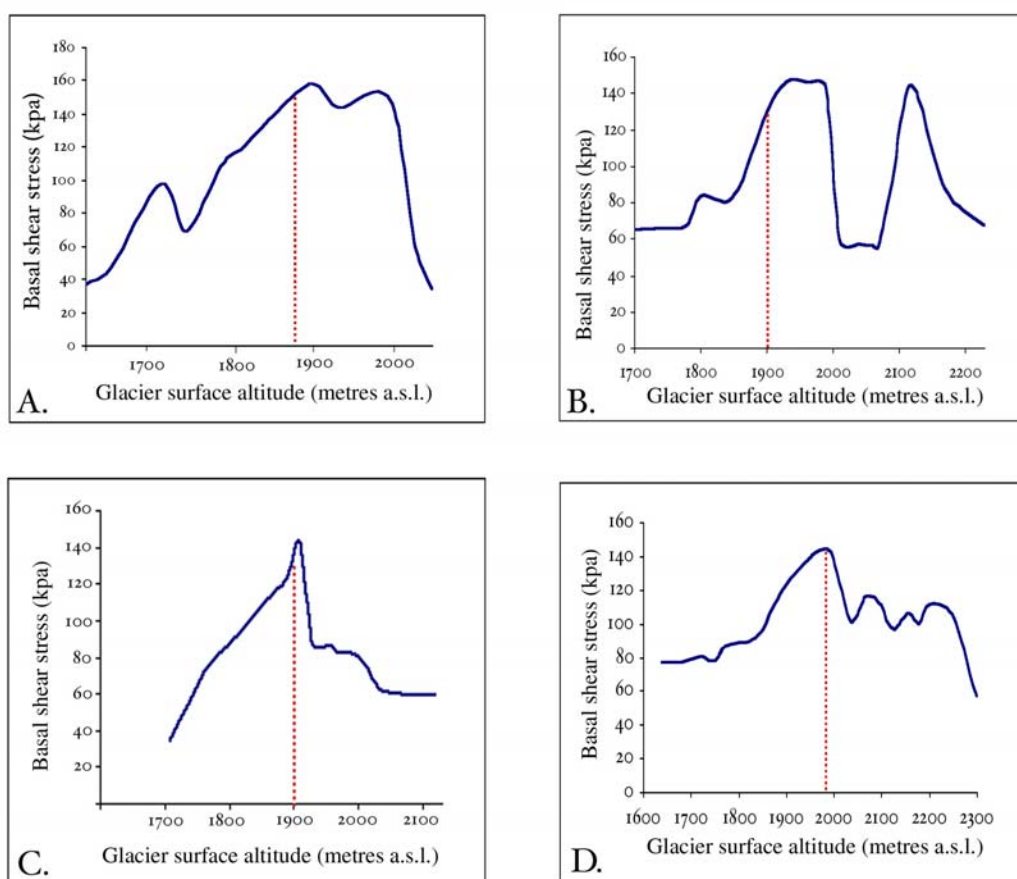 180
160
140
120
100
80
60
40
20
0
Basal shear stress (kpa)
1700 1800 1900 2000
Glacier surface altitude (metres a.s.l.)
A.
160
140
120
100
80
60
40
20
0
Basal shear stress (kpa)
1700 1800 1900 2000 2100 2200
Glacier surface altitude (metres a.s.l.)
B.
160
140
120
100
80
60
40
20
Basal shear stress (kpa)
1700 1800 1900 2000 2100
Glacier surface altitude (metres a.s.l.)
C.
160
140
120
100
80
60
40
20
0
Basal shear stress (kpa)
1600 1700 1800 1900 2000 2100 2200 2300
Glacier surface altitude (metres a.s.l.)
D.